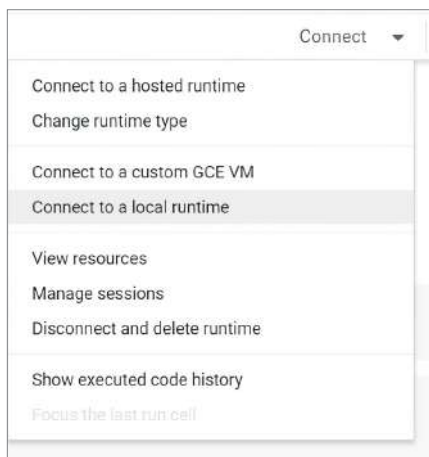 Connect
Connect to a hosted runtime
Change runtime type
Connect to a custom GCE VM
Connect to a local runtime
View resources
Manage sessions
Disconnect and delete runtime
Show executed code history
Focus the last run cell